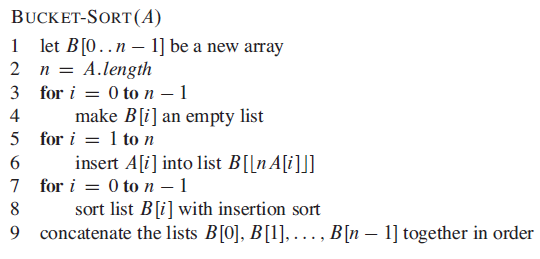 BUCKET-SORT(A)
1 let B[0..n − 1] be a new array
2 n = A.length
3 for i = 0 to n − 1
4 make B[i] an empty list
5 for i = 1 to n
6 insert A[i] into list B[⌊nA[i]⌋]
7 for i = 0 to n − 1
8 sort list B[i] with insertion sort
9 concatenate the lists B[0], B[1], . . . , B[n − 1] together in order